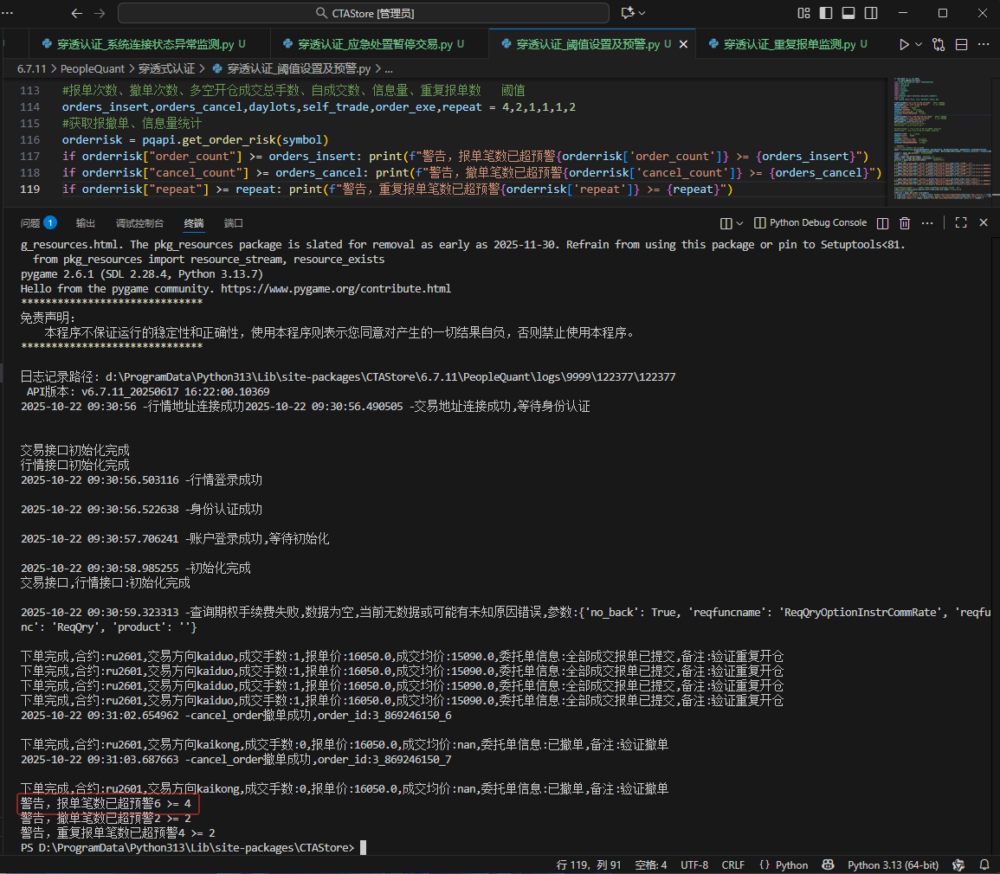 CTAStore [管理员]
穿透认证_系统连接状态异常监测.py U
穿透认证_应急处置暂停交易.py U
穿透认证_阈值设置及预警.py U
穿透认证_重复报单监测.py U
6.7.11 > PeopleQuant > 穿透式认证 > 穿透认证_阈值设置及预警.py > ...
113 #报单次数、撤单次数、多空开仓成交总手数、自成交数、信息量、重复报单数 阈值
114 orders_insert,orders_cancel,daylots,self_trade,order_exe,repeat = 4,2,1,1,1,2
115 #获取报撤单、信息量统计
116 orderrisk = pqapi.get_order_risk(symbol)
117 if orderrisk["order_count"] >= orders_insert: print(f"警告，报单笔数已超预警{orderrisk['order_count']} >= {orders_insert}")
118 if orderrisk["cancel_count"] >= orders_cancel: print(f"警告，撤单笔数已超预警{orderrisk['cancel_count']} >= {orders_cancel}")
119 if orderrisk["repeat"] >= repeat: print(f"警告，重复报单笔数已超预警{orderrisk['repeat']} >= {repeat}")
问题 1 输出 调试控制台 终端 端口 Python Debug Console
g_resources.html. The pkg_resources package is slated for removal as early as 2025-11-30. Refrain from using this package or pin to Setuptools<81.
from pkg_resources import resource_stream, resource_exists
pygame 2.6.1 (SDL 2.28.4, Python 3.13.7)
Hello from the pygame community. https://www.pygame.org/contribute.html
******************************
免责声明：
本程序不保证运行的稳定性和正确性，使用本程序则表示您同意对产生的一切结果自负，否则禁止使用本程序。
******************************
日志记录路径: d:\ProgramData\Python313\Lib\site-packages\CTAStore\6.7.11\PeopleQuant\logs\9999\122377\122377
API版本: v6.7.11_20250617 16:22:00.10369
2025-10-22 09:30:56 -行情地址连接成功2025-10-22 09:30:56.490505 -交易地址连接成功,等待身份认证
交易接口初始化完成
行情接口初始化完成
2025-10-22 09:30:56.503116 -行情登录成功
2025-10-22 09:30:56.522638 -身份认证成功
2025-10-22 09:30:57.706241 -账户登录成功,等待初始化
2025-10-22 09:30:58.985255 -初始化完成
交易接口,行情接口:初始化完成
2025-10-22 09:30:59.323313 -查询期权手续费失败,数据为空,当前无数据或可能有未知原因错误,参数:{'no_back': True, 'reqfuncname': 'ReqQryOptionInstrCommRate', 'reqfu
nc': 'ReqQry', 'product': ''}
下单完成,合约:ru2601,交易方向kaiduo,成交手数:1,报单价:16050.0,成交均价:15090.0,委托单信息:全部成交报单已提交,备注:验证重复开仓
下单完成,合约:ru2601,交易方向kaiduo,成交手数:1,报单价:16050.0,成交均价:15090.0,委托单信息:全部成交报单已提交,备注:验证重复开仓
下单完成,合约:ru2601,交易方向kaiduo,成交手数:1,报单价:16050.0,成交均价:15090.0,委托单信息:全部成交报单已提交,备注:验证重复开仓
下单完成,合约:ru2601,交易方向kaiduo,成交手数:1,报单价:16050.0,成交均价:15090.0,委托单信息:全部成交报单已提交,备注:验证重复开仓
2025-10-22 09:31:02.654962 -cancel_order撤单成功,order_id:3_869246150_6
下单完成,合约:ru2601,交易方向kaikong,成交手数:0,报单价:16050.0,成交均价:nan,委托单信息:已撤单,备注:验证撤单
2025-10-22 09:31:03.687663 -cancel_order撤单成功,order_id:3_869246150_7
下单完成,合约:ru2601,交易方向kaikong,成交手数:0,报单价:16050.0,成交均价:nan,委托单信息:已撤单,备注:验证撤单
警告，报单笔数已超预警6 >= 4
警告，撤单笔数已超预警2 >= 2
警告，重复报单笔数已超预警4 >= 2
PS D:\ProgramData\Python313\Lib\site-packages\CTAStore>
行 119，列 91 空格: 4 UTF-8 CRLF {} Python Python 3.13 (64-bit)